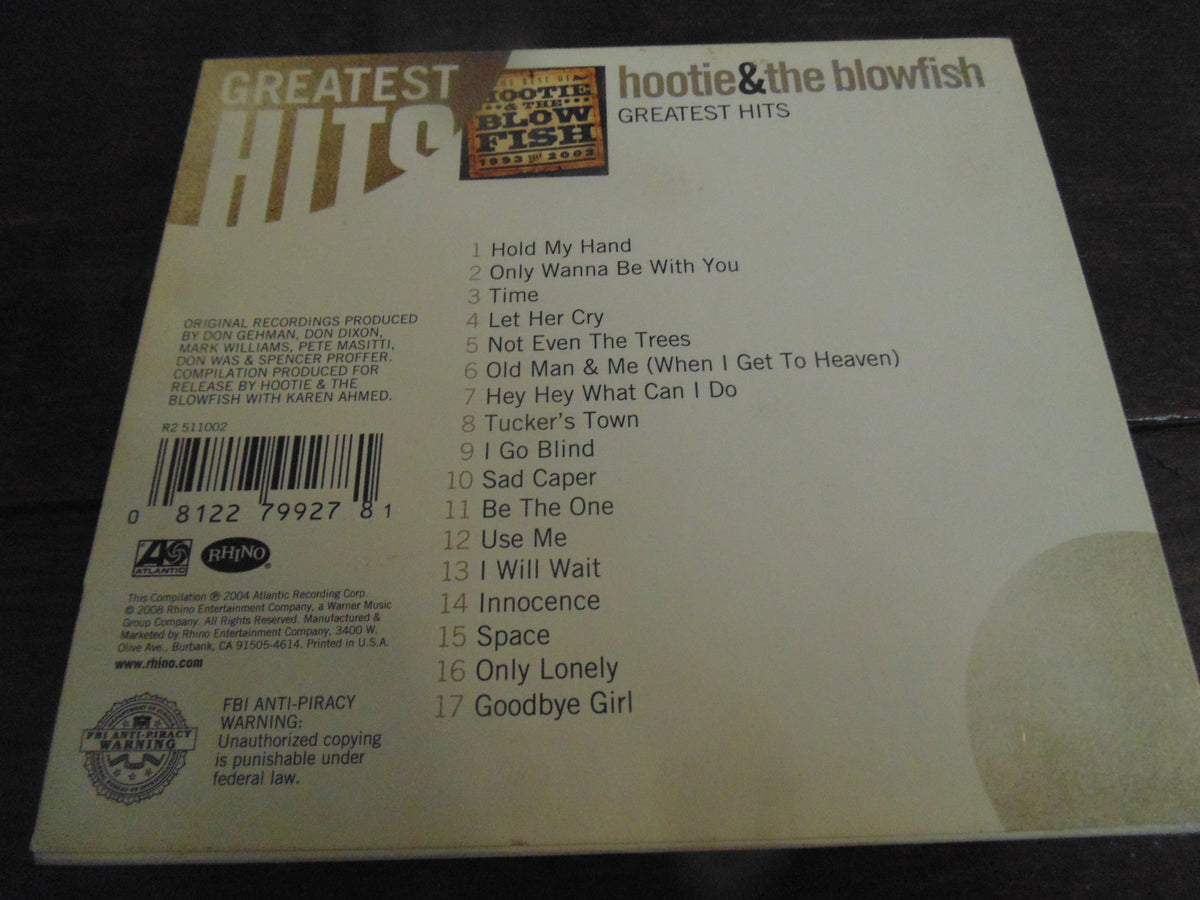 GREATEST
HITS
THE BEST OF
HOOTIE
& THE
BLOW
FISH
1993 THRU 2003
hootie&the blowfish
GREATEST HITS
1 Hold My Hand
2 Only Wanna Be With You
3 Time
4 Let Her Cry
5 Not Even The Trees
6 Old Man & Me (When I Get To Heaven)
7 Hey Hey What Can I Do
8 Tucker's Town
9 I Go Blind
10 Sad Caper
11 Be The One
12 Use Me
13 I Will Wait
14 Innocence
15 Space
16 Only Lonely
17 Goodbye Girl
ORIGINAL RECORDINGS PRODUCED
BY DON GEHMAN, DON DIXON,
MARK WILLIAMS, PETE MASITTI,
DON WAS & SPENCER PROFFER.
COMPILATION PRODUCED FOR
RELEASE BY HOOTIE & THE
BLOWFISH WITH KAREN AHMED.
R2 511002
0 81227 99278 1
ATLANTIC
RHINO
This Compilation ℗ 2004 Atlantic Recording Corp.
© 2008 Rhino Entertainment Company, a Warner Music
Group Company. All Rights Reserved. Manufactured &
Marketed by Rhino Entertainment Company, 3400 W.
Olive Ave., Burbank, CA 91505-4614. Printed in U.S.A.
www.rhino.com
FBI ANTI-PIRACY
WARNING
FBI ANTI-PIRACY
WARNING:
Unauthorized copying
is punishable under
federal law.